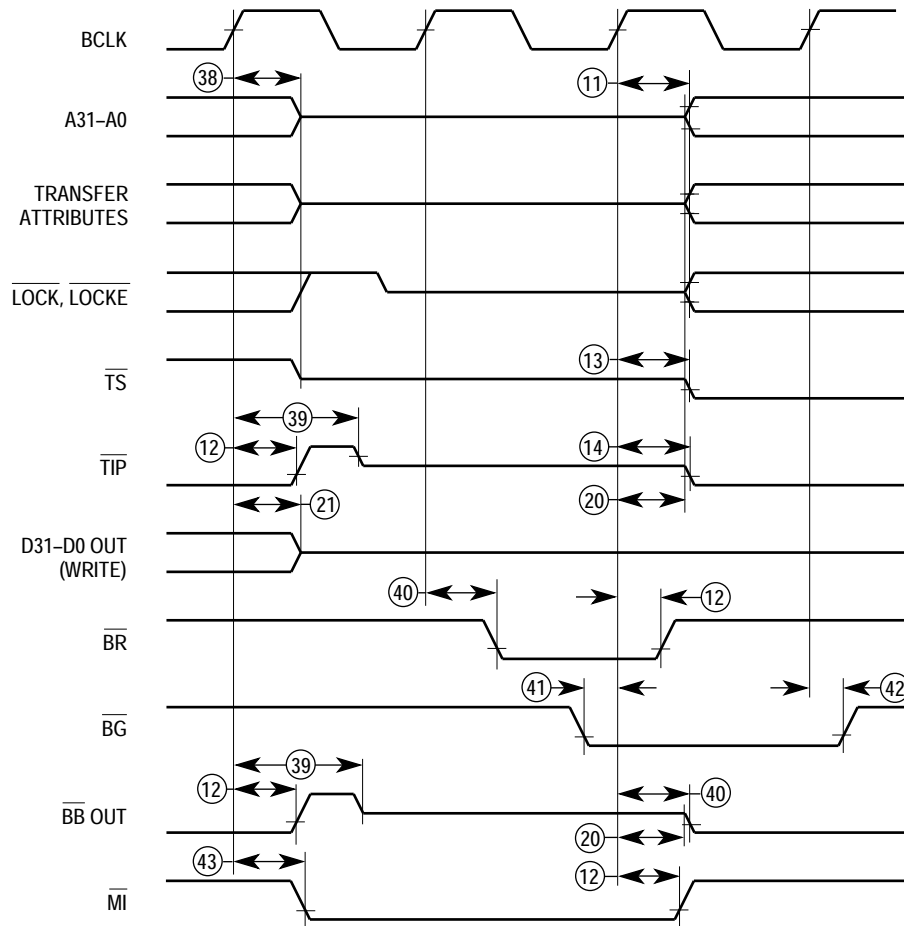 BCLK
38
11
A31–A0
TRANSFER
ATTRIBUTES
LOCK, LOCKE
13
TS
39
12
14
TIP
20
21
D31–D0 OUT
(WRITE)
40
12
BR
41
42
BG
39
12
40
BB OUT
20
43
12
MI